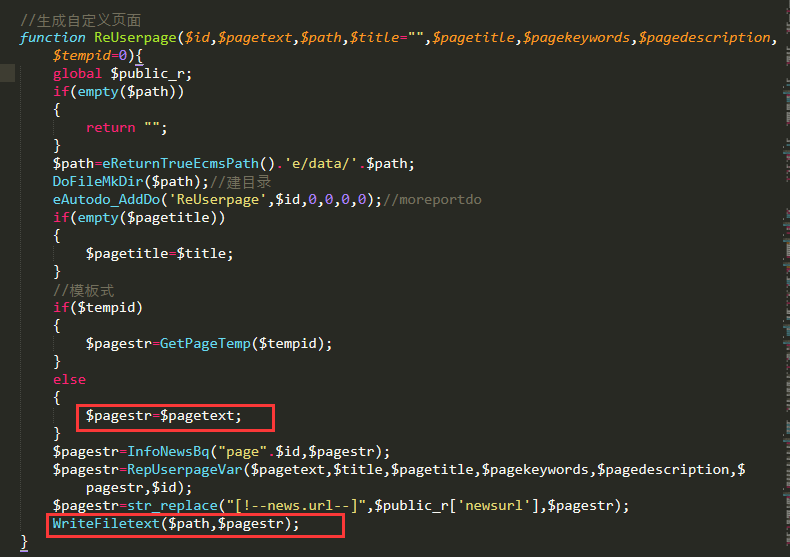 //生成自定义页面
function ReUserpage($id,$pagetext,$path,$title="",$pagetitle,$pagekeywords,$pagedescription,
$tempid=0){
global $public_r;
if(empty($path))
{
return "";
}
$path=eReturnTrueEcmsPath().'e/data/'.$path;
DoFileMkDir($path);//建目录
eAutodo_AddDo('ReUserpage',$id,0,0,0,0);//moreportdo
if(empty($pagetitle))
{
$pagetitle=$title;
}
//模板式
if($tempid)
{
$pagestr=GetPageTemp($tempid);
}
else
{
$pagestr=$pagetext;
}
$pagestr=InfoNewsBq("page".$id,$pagestr);
$pagestr=RepUserpageVar($pagetext,$title,$pagetitle,$pagekeywords,$pagedescription,$
pagestr,$id);
$pagestr=str_replace("[!--news.url--]",$public_r['newsurl'],$pagestr);
WriteFiletext($path,$pagestr);
}